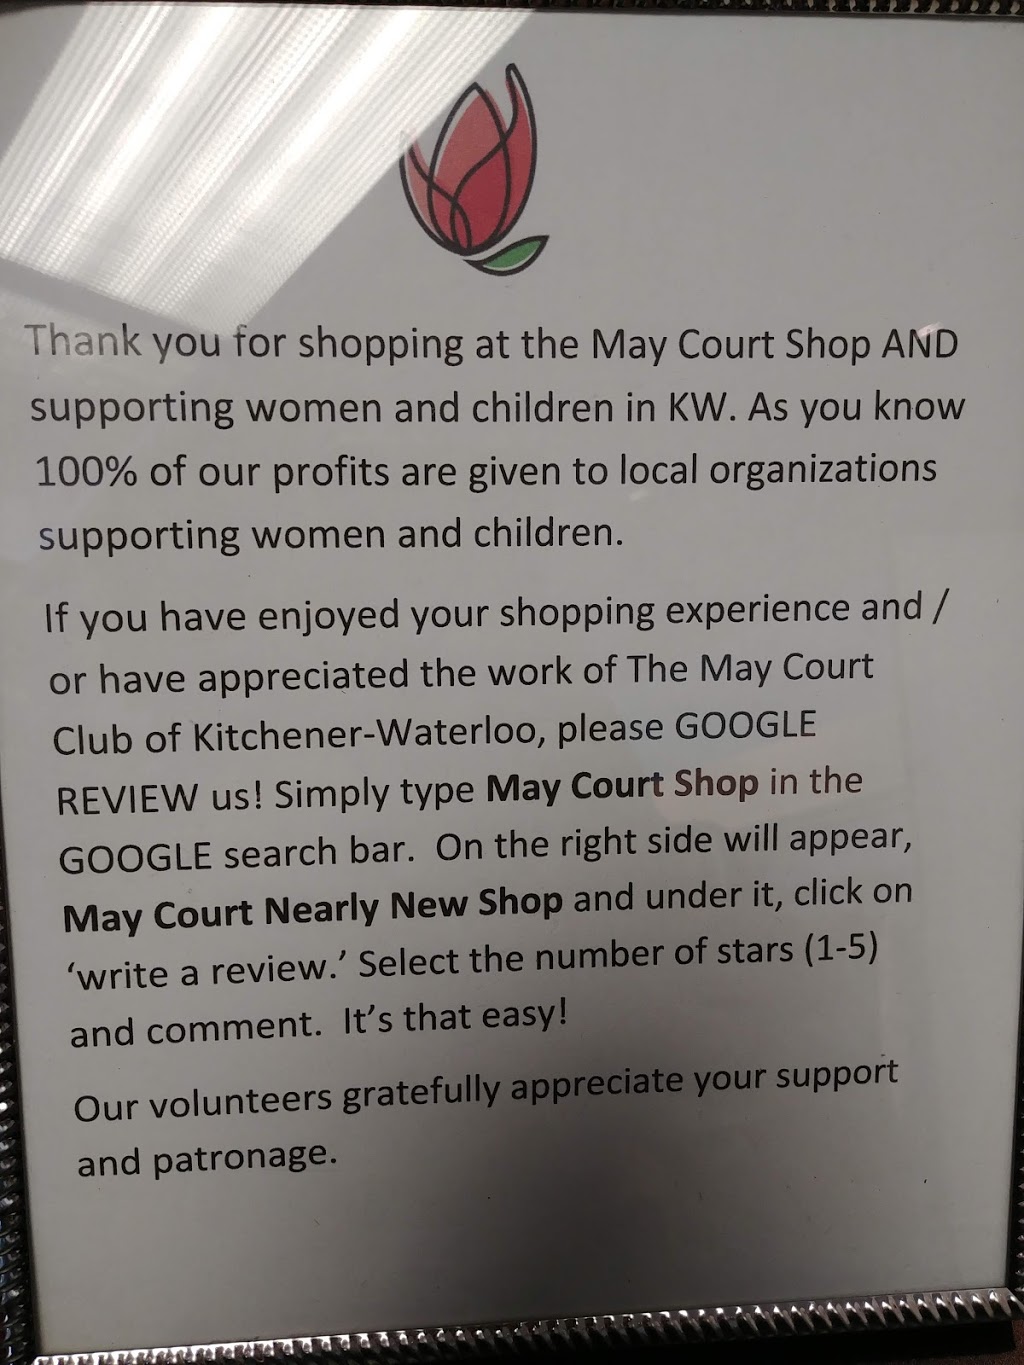 Thank you for shopping at the May Court Shop AND
supporting women and children in KW. As you know
100% of our profits are given to local organizations
supporting women and children.
If you have enjoyed your shopping experience and /
or have appreciated the work of The May Court
Club of Kitchener-Waterloo, please GOOGLE
REVIEW us! Simply type May Court Shop in the
GOOGLE search bar.  On the right side will appear,
May Court Nearly New Shop and under it, click on
‘write a review.’ Select the number of stars (1-5)
and comment.  It’s that easy!
Our volunteers gratefully appreciate your support
and patronage.